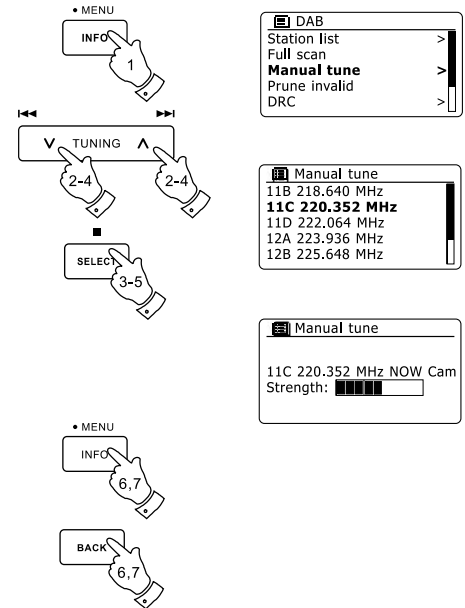 • MENU
INFO
1
V TUNING Λ
2-4 2-4
SELECT
3-5
• MENU
INFO
6,7
BACK
6,7
DAB
Station list >
Full scan
Manual tune >
Prune invalid
DRC >
Manual tune
11B 218.640 MHz
11C 220.352 MHz
11D 222.064 MHz
12A 223.936 MHz
12B 225.648 MHz
Manual tune
11C 220.352 MHz NOW Cam
Strength: